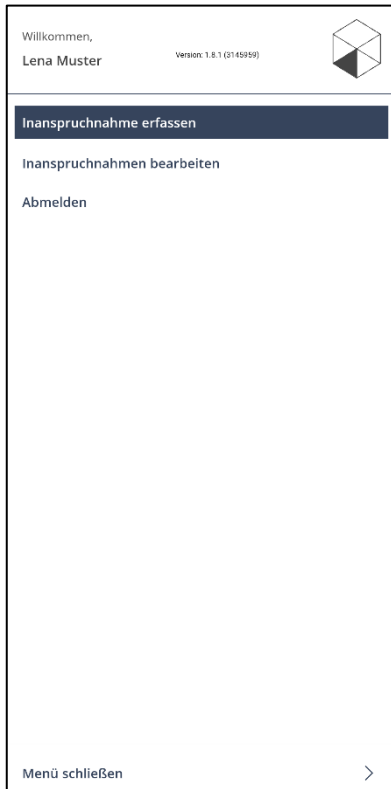 Willkommen,
Lena Muster
Version: 1.8.1 (3145959)
Inanspruchnahme erfassen
Inanspruchnahmen bearbeiten
Abmelden
Menü schließen